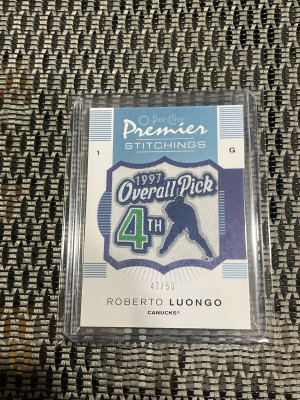 O-Pee-Chee
Premier
STITCHINGS
1 G
1997
Overall Pick
4TH
47/50
ROBERTO LUONGO
CANUCKS®